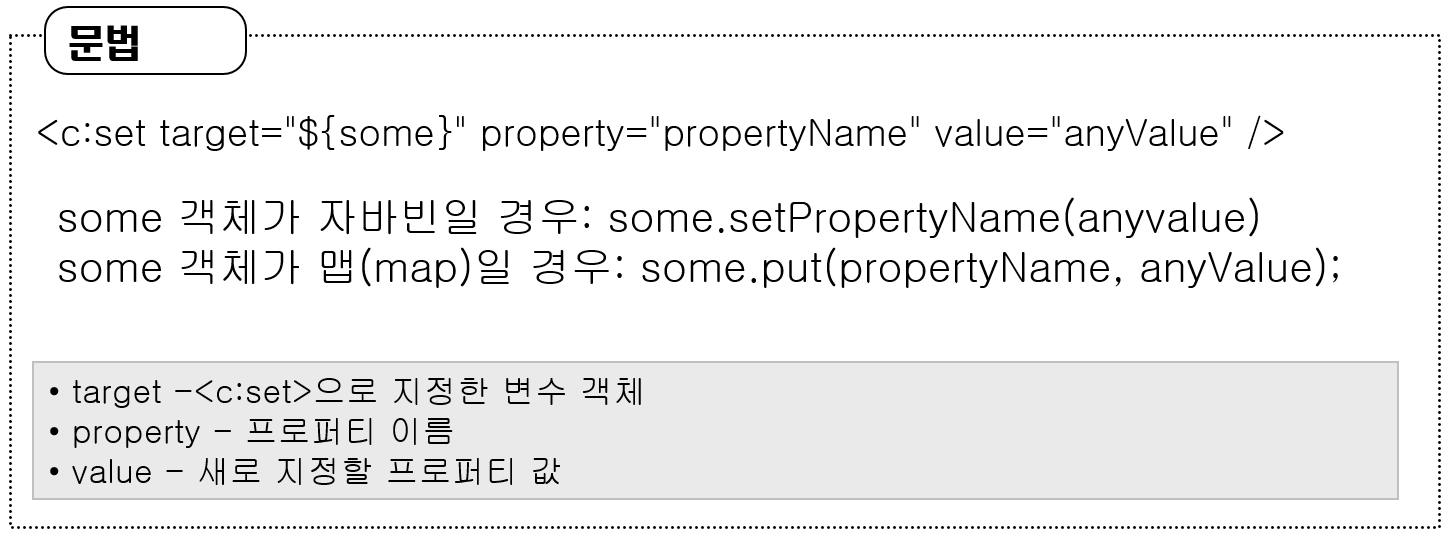 문법
<c:set target="${some}" property="propertyName" value="anyValue" />
some 객체가 자바빈일 경우: some.setPropertyName(anyvalue)
some 객체가 맵(map)일 경우: some.put(propertyName, anyValue);
• target -<c:set>으로 지정한 변수 객체
• property - 프로퍼티 이름
• value - 새로 지정할 프로퍼티 값